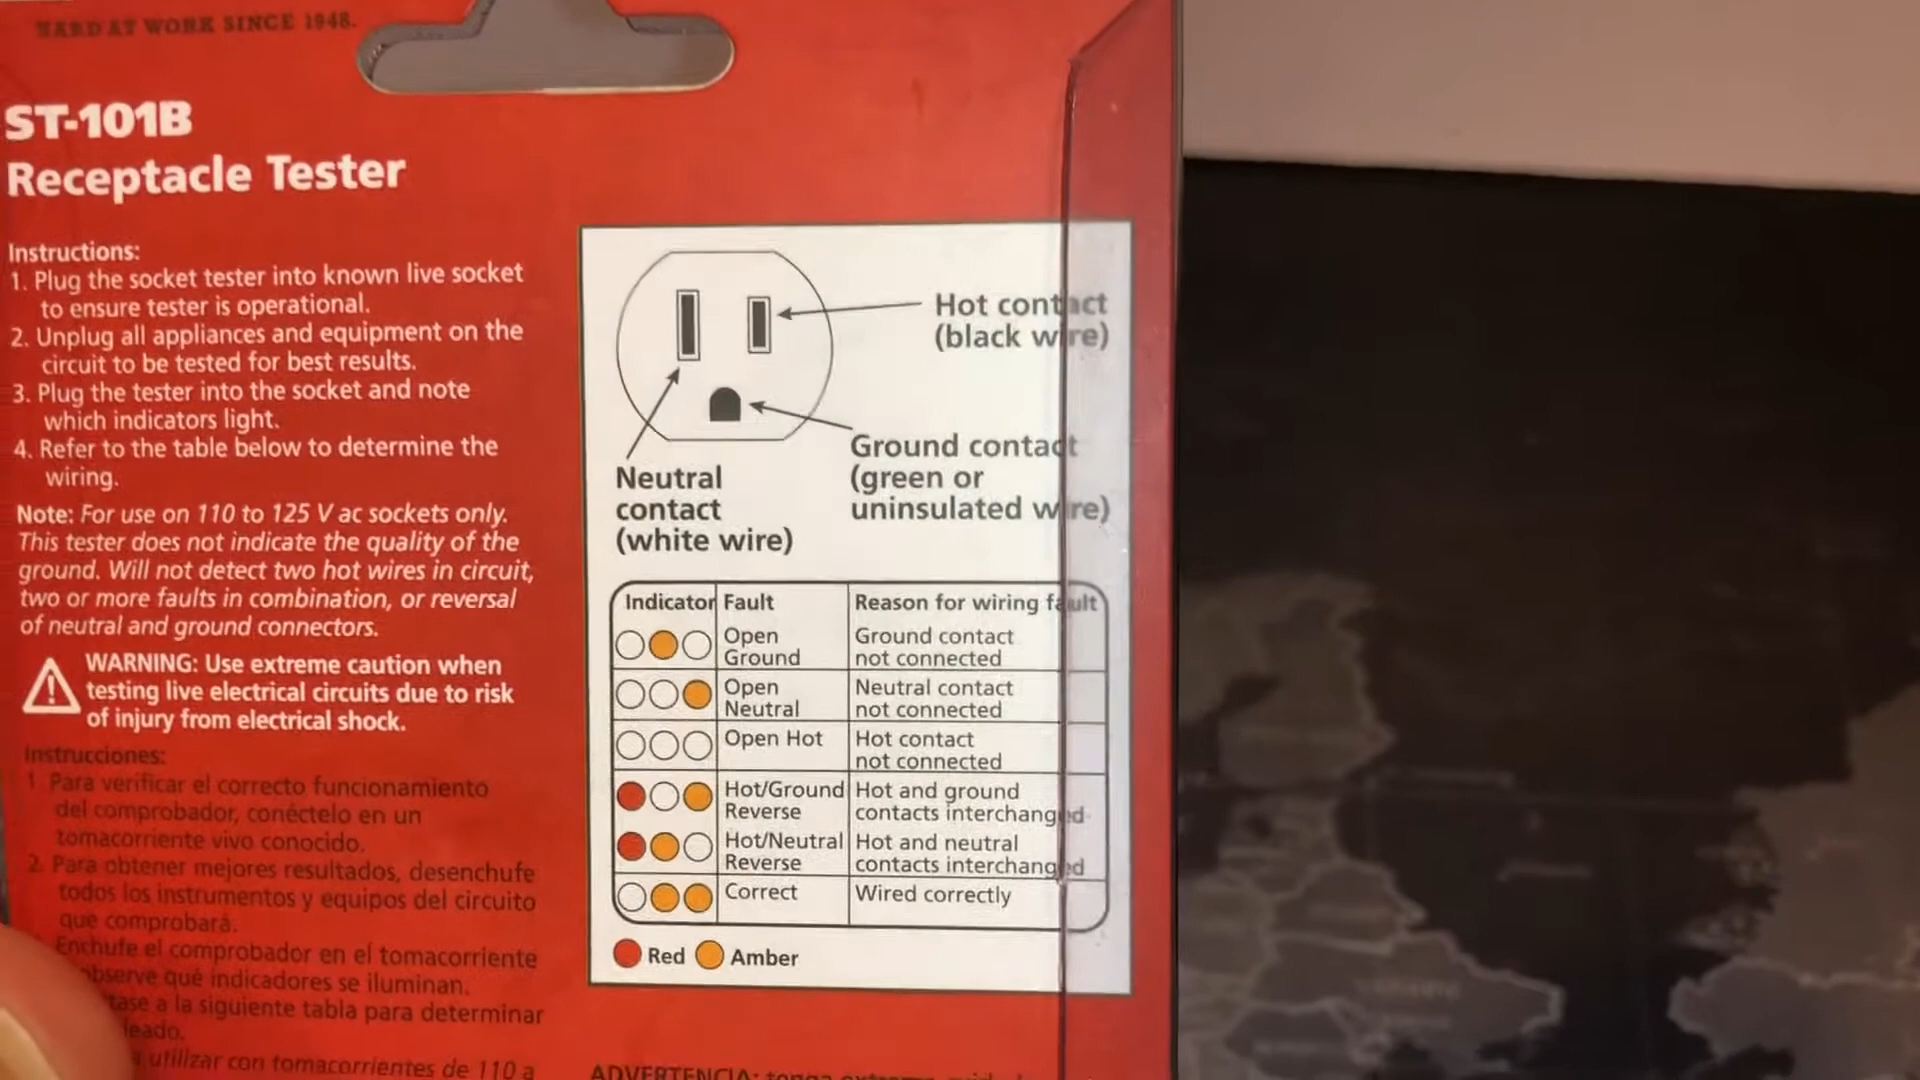 HARD AT WORK SINCE 1948.
ST-101B
Receptacle Tester
Instructions:
1. Plug the socket tester into known live socket
to ensure tester is operational.
2. Unplug all appliances and equipment on the
circuit to be tested for best results.
3. Plug the tester into the socket and note
which indicators light.
4. Refer to the table below to determine the
wiring.
Note: For use on 110 to 125 V ac sockets only.
This tester does not indicate the quality of the
ground. Will not detect two hot wires in circuit,
two or more faults in combination, or reversal
of neutral and ground connectors.
WARNING: Use extreme caution when
testing live electrical circuits due to risk
of injury from electrical shock.
Instrucciones:
1. Para verificar el correcto funcionamiento
del comprobador, conéctelo en un
tomacorriente vivo conocido.
2. Para obtener mejores resultados, desenchufe
todos los instrumentos y equipos del circuito
que comprobará.
Enchufe el comprobador en el tomacorriente
observe qué indicadores se iluminan.
a la siguiente tabla para determinar
utilizar con tomacorrientes de 110 a
Hot contact
(black wire)
Ground contact
(green or
uninsulated wire)
Neutral
contact
(white wire)
Indicator Fault Reason for wiring fault
Open Ground contact
Ground not connected
Open Neutral contact
Neutral not connected
Open Hot Hot contact
not connected
Hot/Ground Hot and ground
Reverse contacts interchanged
Hot/Neutral Hot and neutral
Reverse contacts interchanged
Correct Wired correctly
Red Amber
ADVERTENCIA: tenga